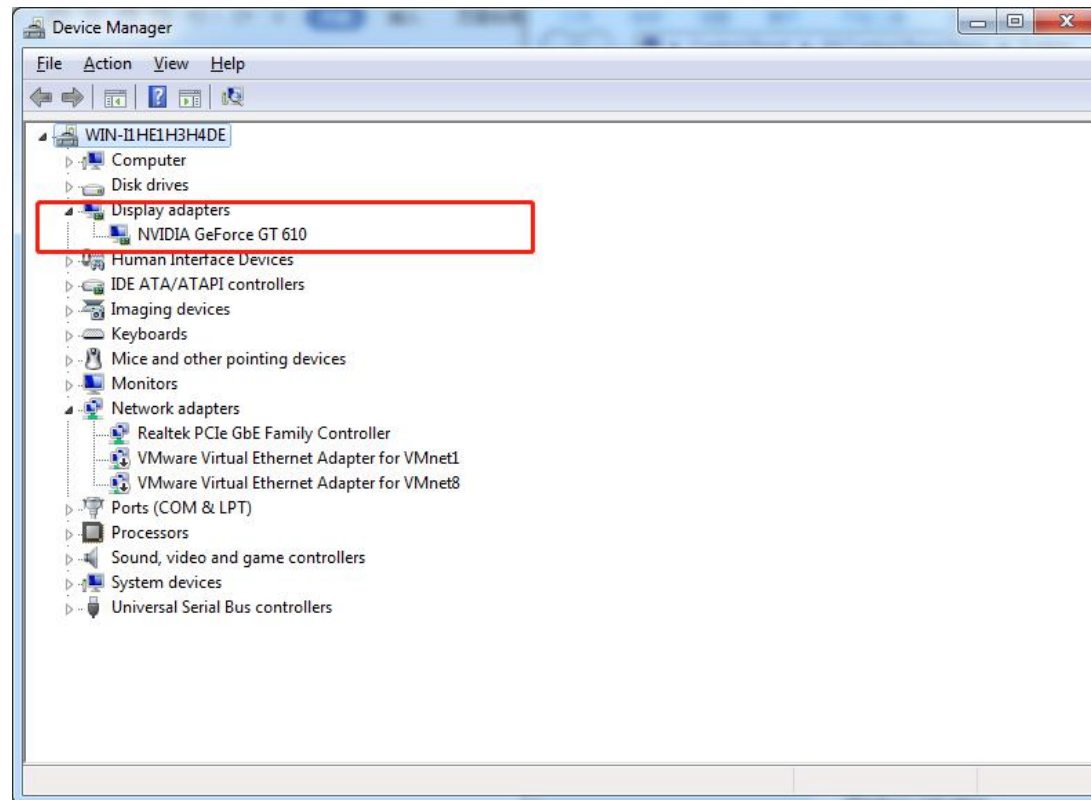 Device Manager
File Action View Help
WIN-I1HE1H3H4DE
Computer
Disk drives
Display adapters
NVIDIA GeForce GT 610
Human Interface Devices
IDE ATA/ATAPI controllers
Imaging devices
Keyboards
Mice and other pointing devices
Monitors
Network adapters
Realtek PCIe GbE Family Controller
VMware Virtual Ethernet Adapter for VMnet1
VMware Virtual Ethernet Adapter for VMnet8
Ports (COM & LPT)
Processors
Sound, video and game controllers
System devices
Universal Serial Bus controllers